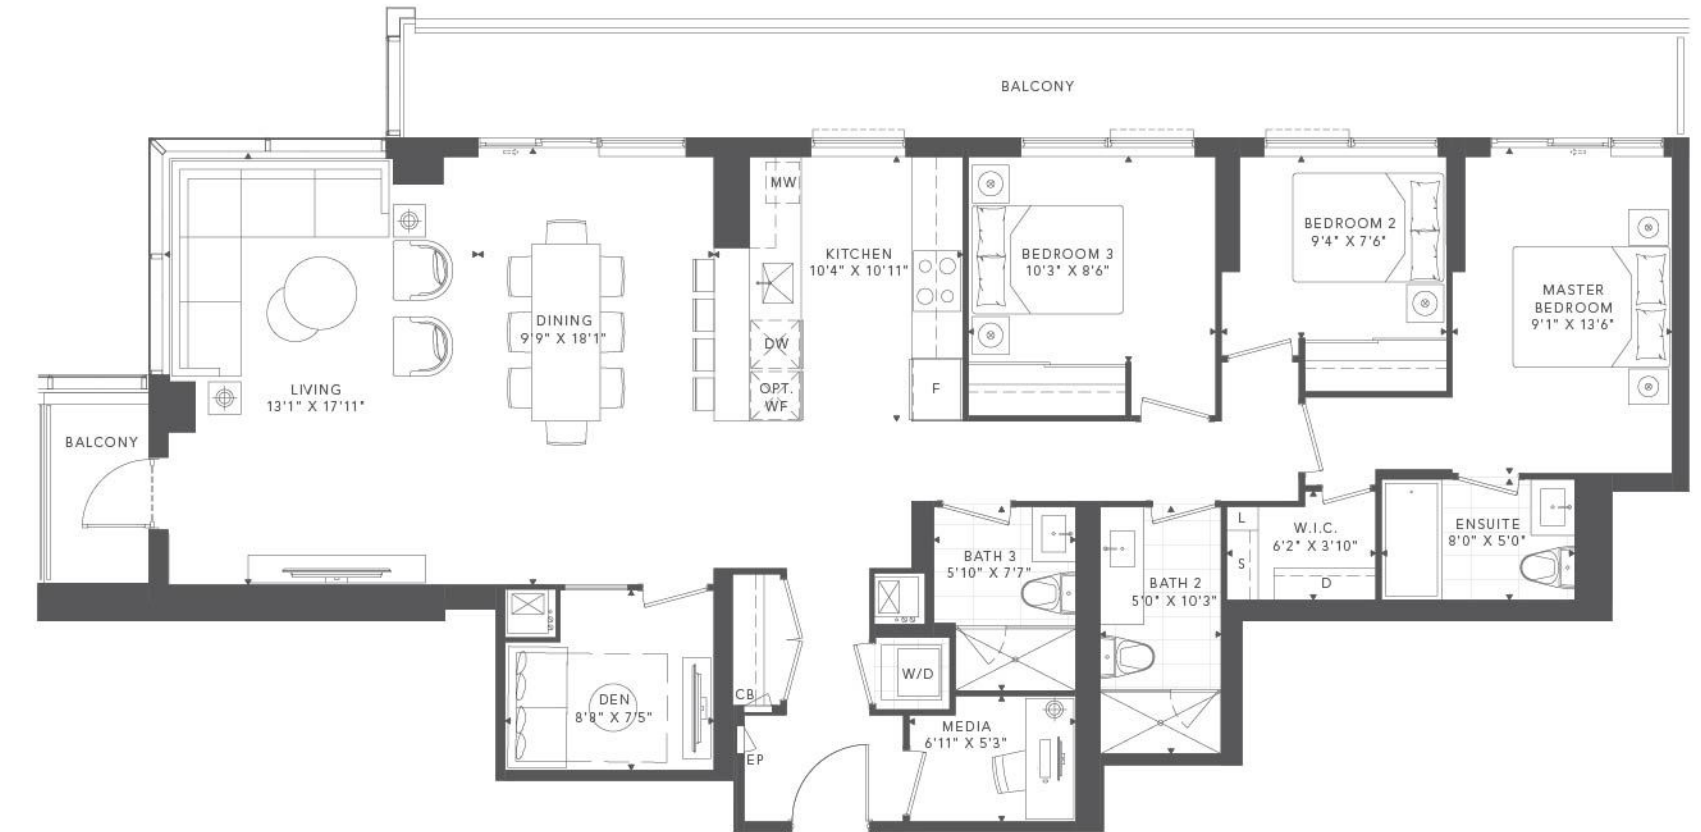 BALCONY
MW
KITCHEN
10'4" X 10'11"
BEDROOM 3
10'3" X 8'6"
BEDROOM 2
9'4" X 7'6"
MASTER
BEDROOM
9'1" X 13'6"
DINING
9'9" X 18'1"
DW
OPT.
WF
F
LIVING
13'1" X 17'11"
BALCONY
BATH 3
5'10" X 7'7"
BATH 2
5'0" X 10'3"
L
S
W.I.C.
6'2" X 3'10"
D
ENSUITE
8'0" X 5'0"
W/D
CB
DEN
8'8" X 7'5"
MEDIA
6'11" X 5'3"
EP